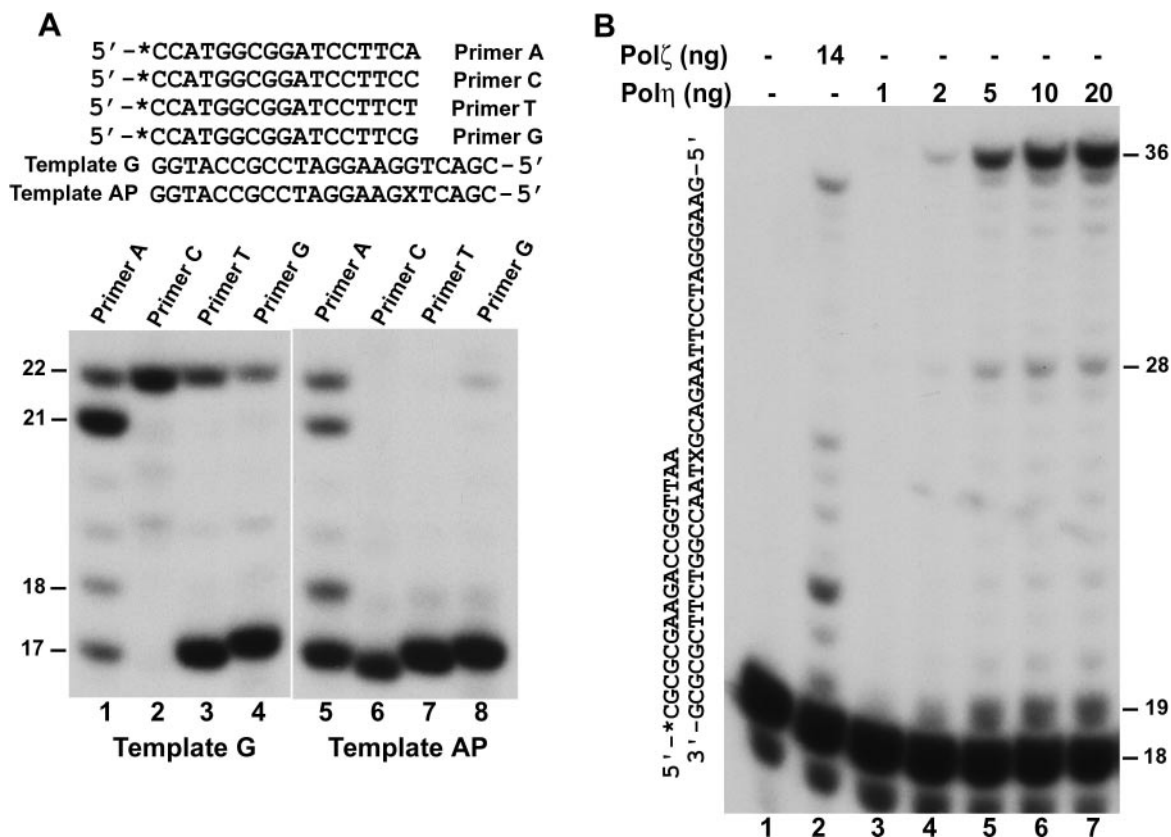 A
5′-*CCATGGCGGATCCTTCA Primer A
5′-*CCATGGCGGATCCTTCC Primer C
5′-*CCATGGCGGATCCTTCT Primer T
5′-*CCATGGCGGATCCTTCG Primer G
Template G GGTACCGCCTAGGAAGGTCAGC-5′
Template AP GGTACCGCCTAGGAAGXTCAGC-5′
Primer A Primer C Primer T Primer G Primer A Primer C Primer T Primer G
22
21
18
17
1 2 3 4 5 6 7 8
Template G Template AP
B
Polζ (ng) - 14 - - - - -
Polη (ng) - - 1 2 5 10 20
5'-*CGCGCGAAGACCGGTTAA
3'-GCGCGCTTCTGGCCAATXGCAGAATTCCTAGGGAAG-5'
36
28
19
18
1 2 3 4 5 6 7